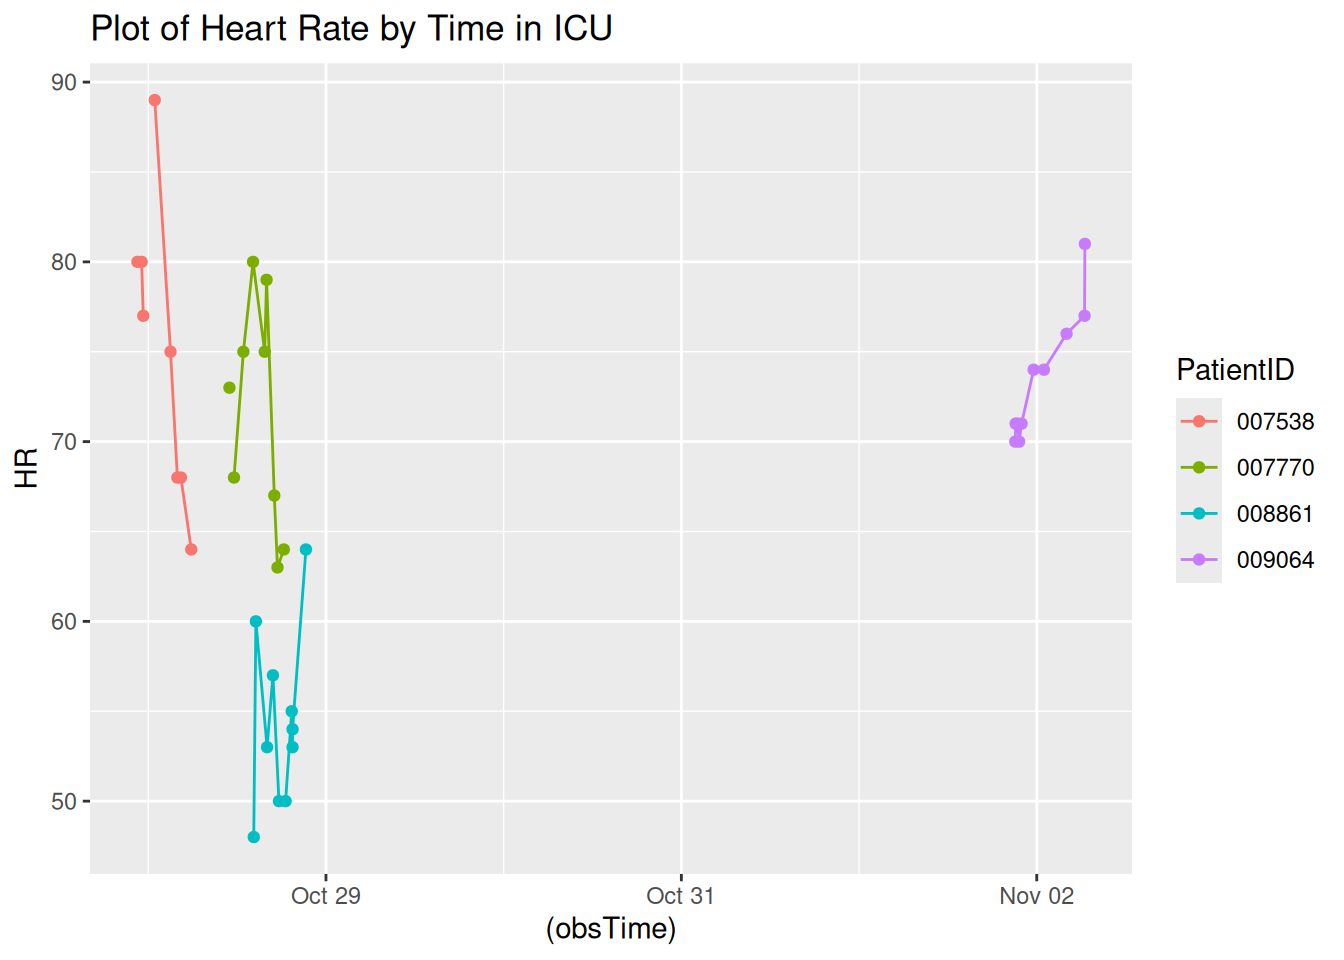 Plot of Heart Rate by Time in ICU
90
80
70
60
50
HR
Oct 29
Oct 31
Nov 02
(obsTime)
PatientID
007538
007770
008861
009064